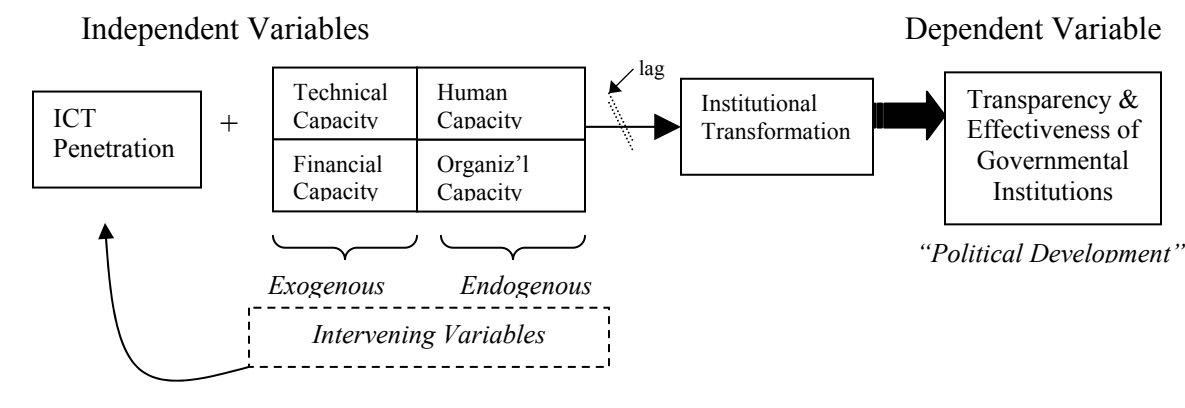 Independent Variables
Dependent Variable
ICT
Penetration
+
Technical
Capacity
Human
Capacity
Financial
Capacity
Organiz’l
Capacity
lag
Institutional
Transformation
Transparency &
Effectiveness of
Governmental
Institutions
“Political Development”
Exogenous
Endogenous
Intervening Variables